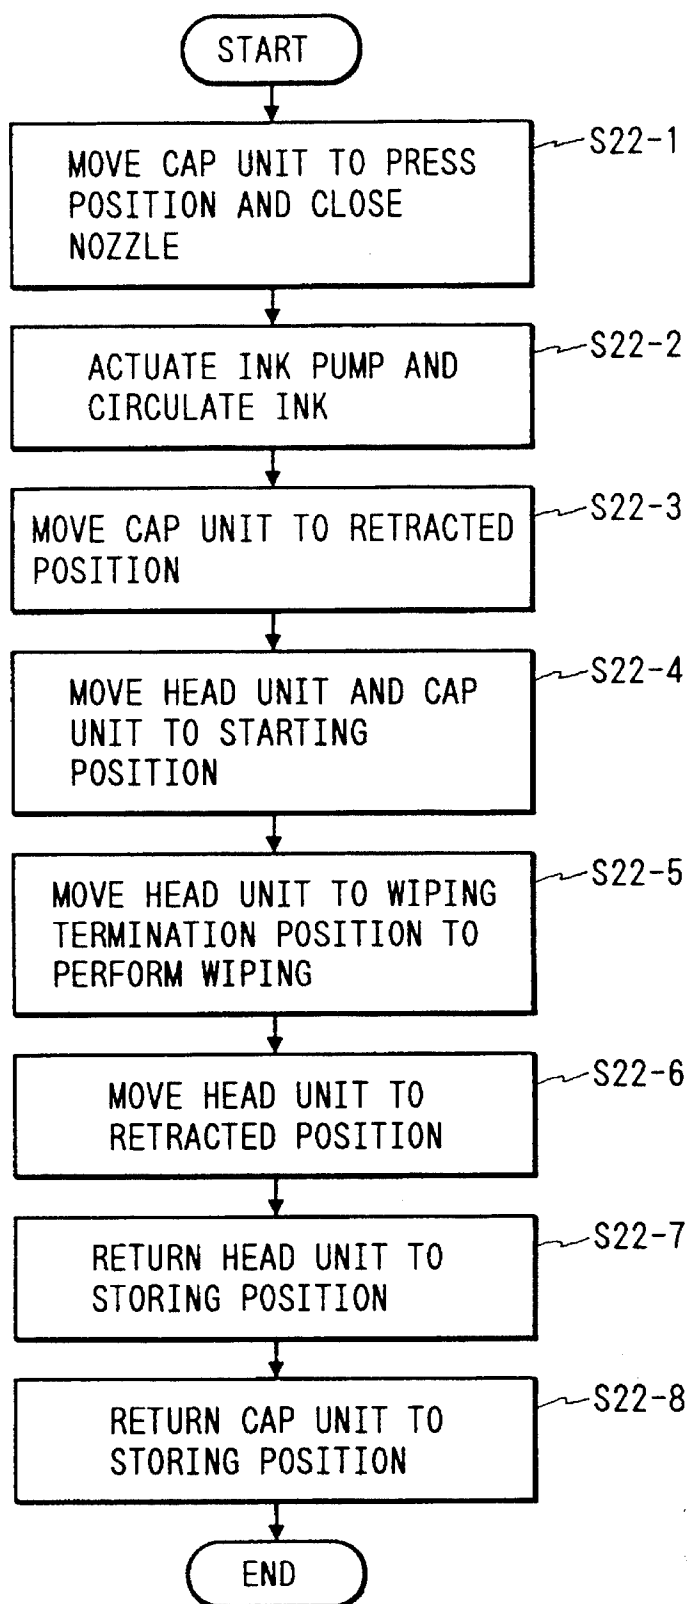 START
MOVE CAP UNIT TO PRESS
POSITION AND CLOSE
NOZZLE
S22-1
ACTUATE INK PUMP AND
CIRCULATE INK
S22-2
MOVE CAP UNIT TO RETRACTED
POSITION
S22-3
MOVE HEAD UNIT AND CAP
UNIT TO STARTING
POSITION
S22-4
MOVE HEAD UNIT TO WIPING
TERMINATION POSITION TO
PERFORM WIPING
S22-5
MOVE HEAD UNIT TO
RETRACTED POSITION
S22-6
RETURN HEAD UNIT TO
STORING POSITION
S22-7
RETURN CAP UNIT TO
STORING POSITION
S22-8
END